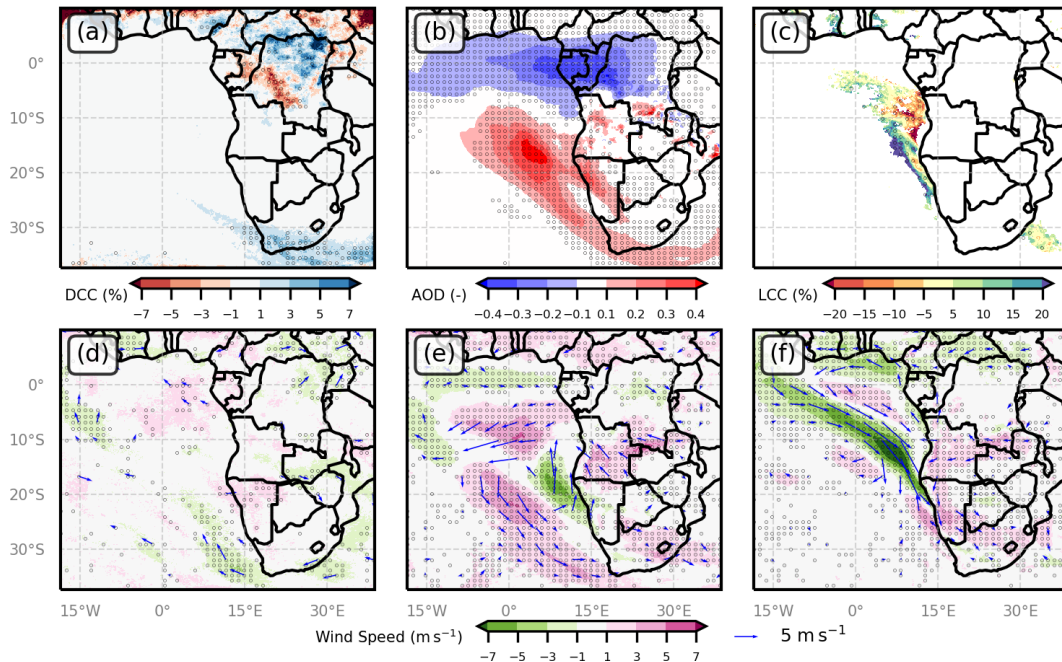 (a)
(b)
(c)
0°
10°S
20°S
30°S
DCC (%)
−7 −5 −3 −1 1 3 5 7
AOD (-)
−0.4 −0.3 −0.2 −0.1 0.1 0.2 0.3 0.4
LCC (%)
−20 −15 −10 −5 5 10 15 20
(d)
(e)
(f)
0°
10°S
20°S
30°S
15°W 0° 15°E 30°E
15°W 0° 15°E 30°E
15°W 0° 15°E 30°E
Wind Speed (m s⁻¹)
−7 −5 −3 −1 1 3 5 7
5 m s⁻¹